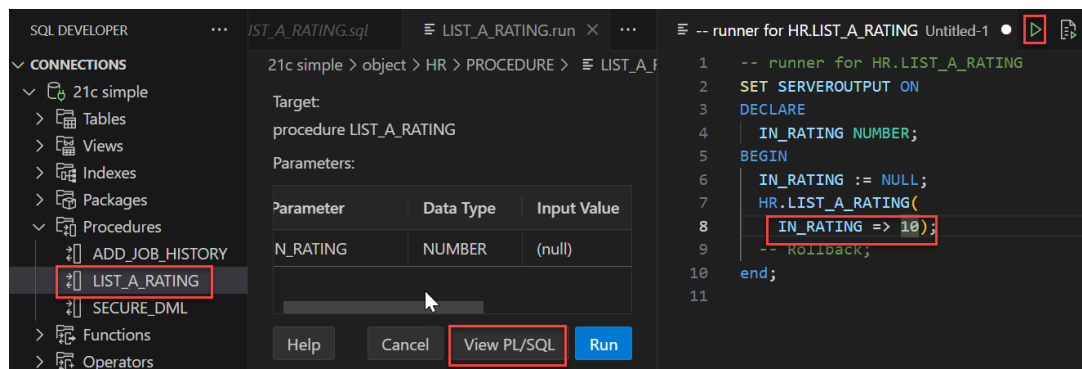 SQL DEVELOPER
...
CONNECTIONS
21c simple
Tables
Views
Indexes
Packages
Procedures
ADD_JOB_HISTORY
LIST_A_RATING
SECURE_DML
Functions
Operators
IST_A_RATING.sql
LIST_A_RATING.run
...
21c simple > object > HR > PROCEDURE > LIST_A_R
Target:
procedure LIST_A_RATING
Parameters:
Parameter Data Type Input Value
N_RATING NUMBER (null)
Help Cancel View PL/SQL Run
-- runner for HR.LIST_A_RATING Untitled-1
1 -- runner for HR.LIST_A_RATING
2 SET SERVEROUTPUT ON
3 DECLARE
4 IN_RATING NUMBER;
5 BEGIN
6 IN_RATING := NULL;
7 HR.LIST_A_RATING(
8 IN_RATING => 10);
9 -- Rollback;
10 end;
11